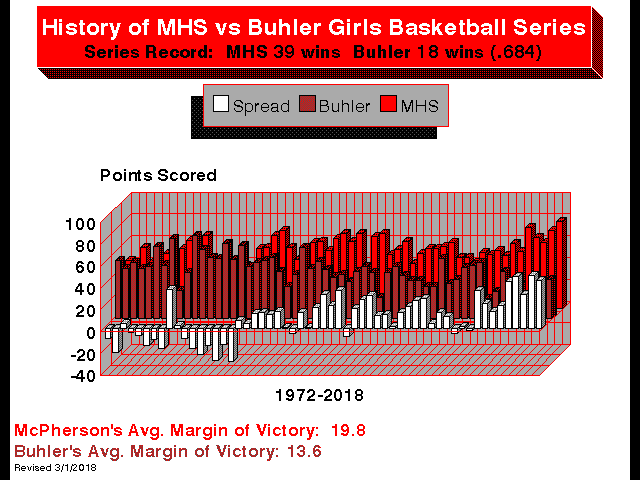 History of MHS vs Buhler Girls Basketball Series
Series Record: MHS 39 wins Buhler 18 wins (.684)
Spread Buhler MHS
Points Scored
100
80
60
40
20
0
-20
-40
1972-2018
McPherson's Avg. Margin of Victory: 19.8
Buhler's Avg. Margin of Victory: 13.6
Revised 3/1/2018